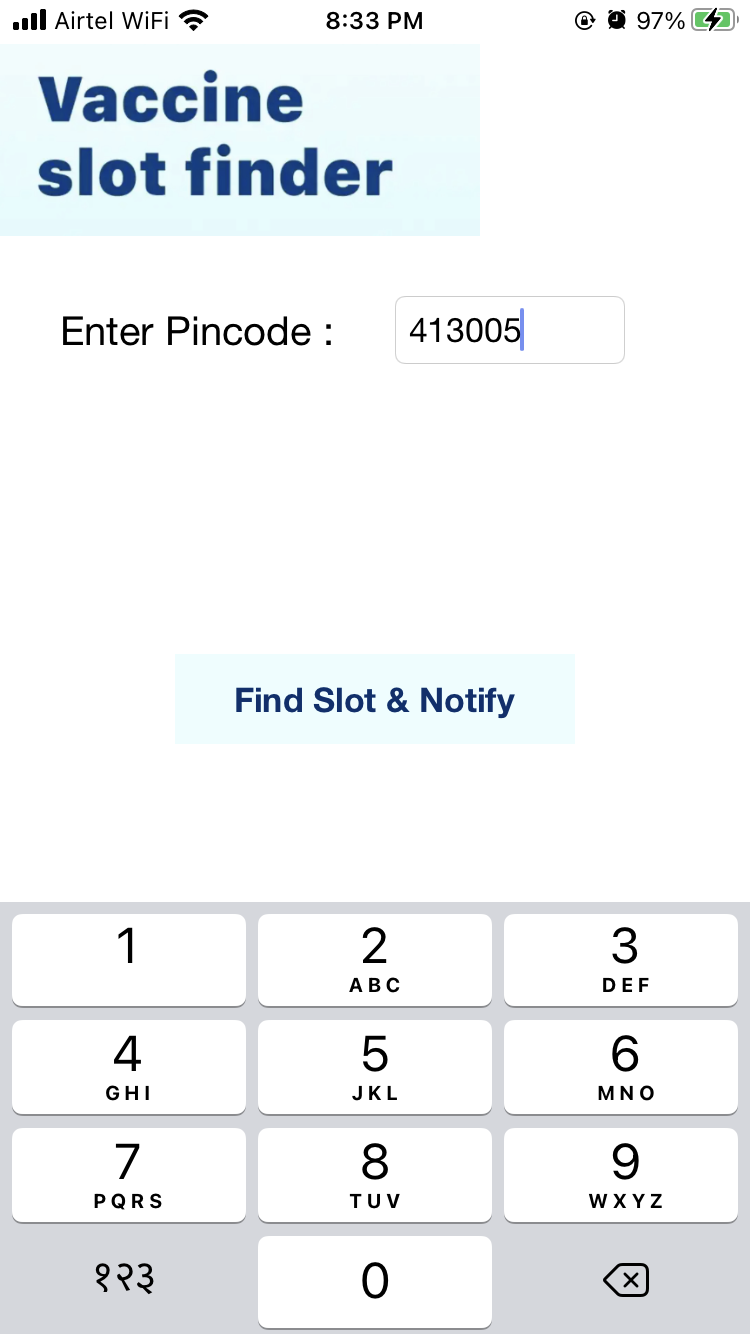 Airtel WiFi 8:33 PM 97%
Vaccine
slot finder
Enter Pincode : 413005
Find Slot & Notify
1 2 3
ABC DEF
4 5 6
GHI JKL MNO
7 8 9
PQRS TUV WXYZ
१२३ 0